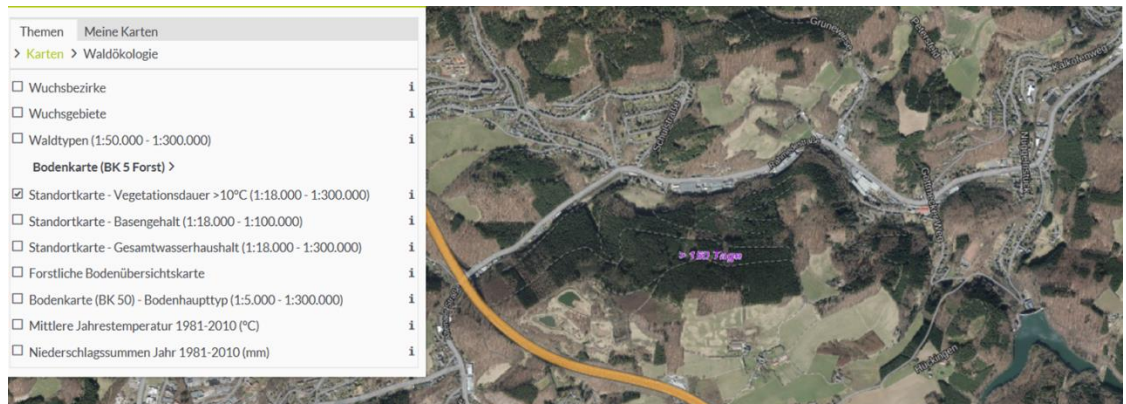 Themen Meine Karten
> Karten > Waldökologie
Wuchsbezirke i
Wuchsgebiete i
Waldtypen (1:50.000 - 1:300.000) i
Bodenkarte (BK 5 Forst) >
Standortkarte - Vegetationsdauer >10°C (1:18.000 - 1:300.000) i
Standortkarte - Basengehalt (1:18.000 - 1:100.000) i
Standortkarte - Gesamtwasserhaushalt (1:18.000 - 1:300.000) i
Forstliche Bodenübersichtskarte i
Bodenkarte (BK 50) - Bodenhaupttyp (1:5.000 - 1:300.000) i
Mittlere Jahrestemperatur 1981-2010 (°C) i
Niederschlagssummen Jahr 1981-2010 (mm) i
Kalkofenweg
Mückingen